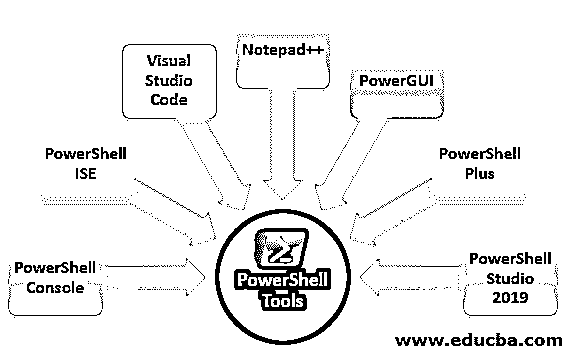 Visual
Studio
Code
Notepad++
PowerGUI
PowerShell
ISE
PowerShell
Plus
PowerShell
Console
PowerShell
Tools
PowerShell
Studio
2019
www.educba.com